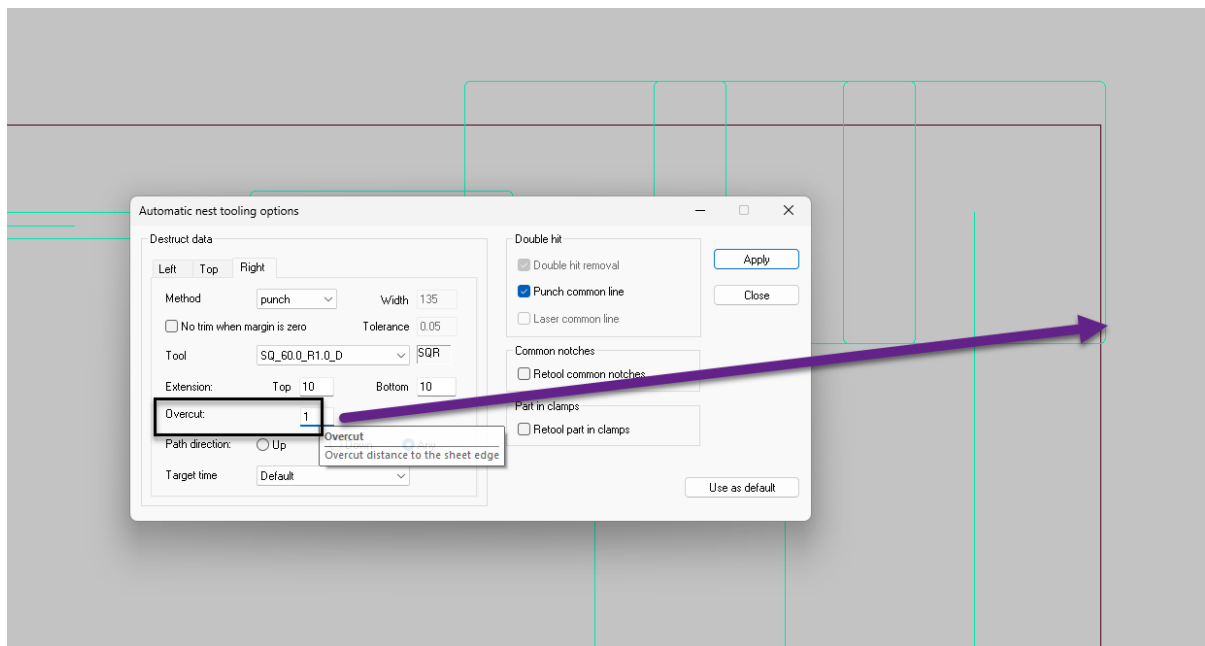 Automatic nest tooling options
Destruct data
Left Top Right
Method punch Width 135
No trim when margin is zero Tolerance 0.05
Tool SQ_60.0_R1.0_D SQR
Extension: Top 10 Bottom 10
Overcut: 1
Path direction: Up Down Any
Target time Default
Overcut
Overcut distance to the sheet edge
Double hit
Double hit removal
Punch common line
Laser common line
Common notches
Retool common notches
Part in clamps
Retool part in clamps
Apply
Close
Use as default